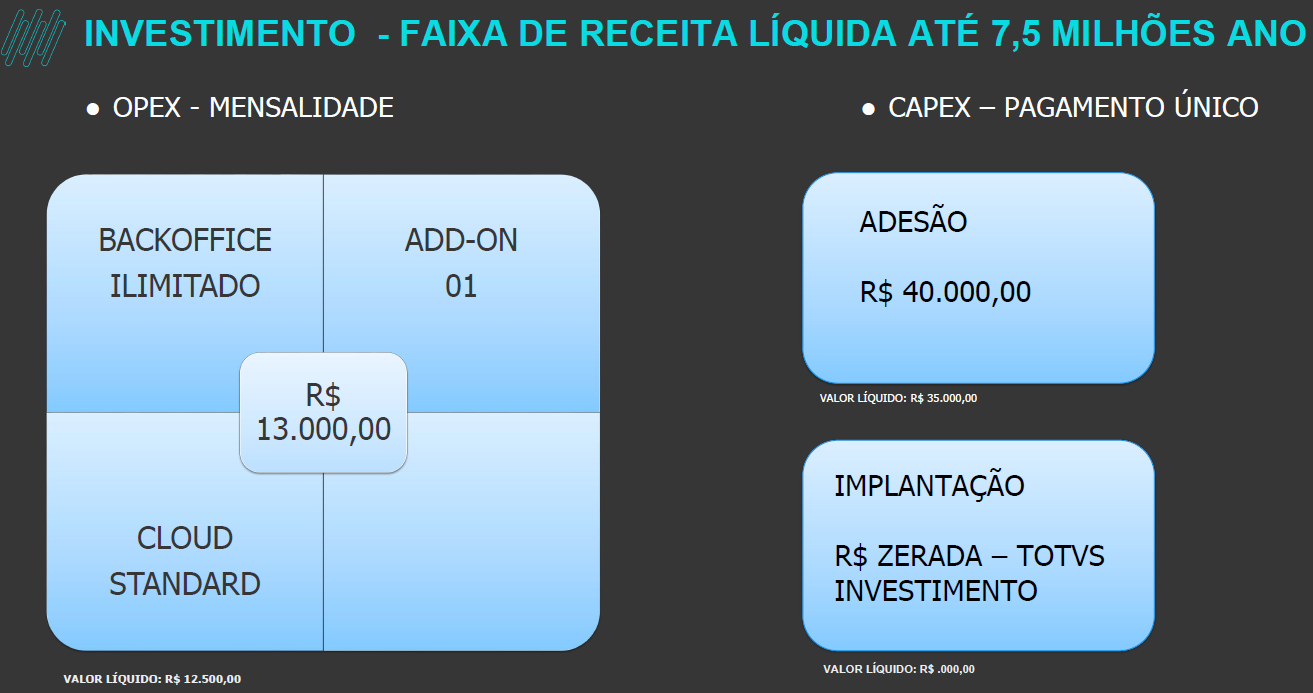 INVESTIMENTO - FAIXA DE RECEITA LÍQUIDA ATÉ 7,5 MILHÕES ANO
● OPEX - MENSALIDADE
BACKOFFICE
ILIMITADO
ADD-ON
01
R$
13.000,00
CLOUD
STANDARD
VALOR LÍQUIDO: R$ 12.500,00
● CAPEX – PAGAMENTO ÚNICO
ADESÃO
R$ 40.000,00
VALOR LÍQUIDO: R$ 35.000,00
IMPLANTAÇÃO
R$ ZERADA – TOTVS
INVESTIMENTO
VALOR LÍQUIDO: R$ .000,00